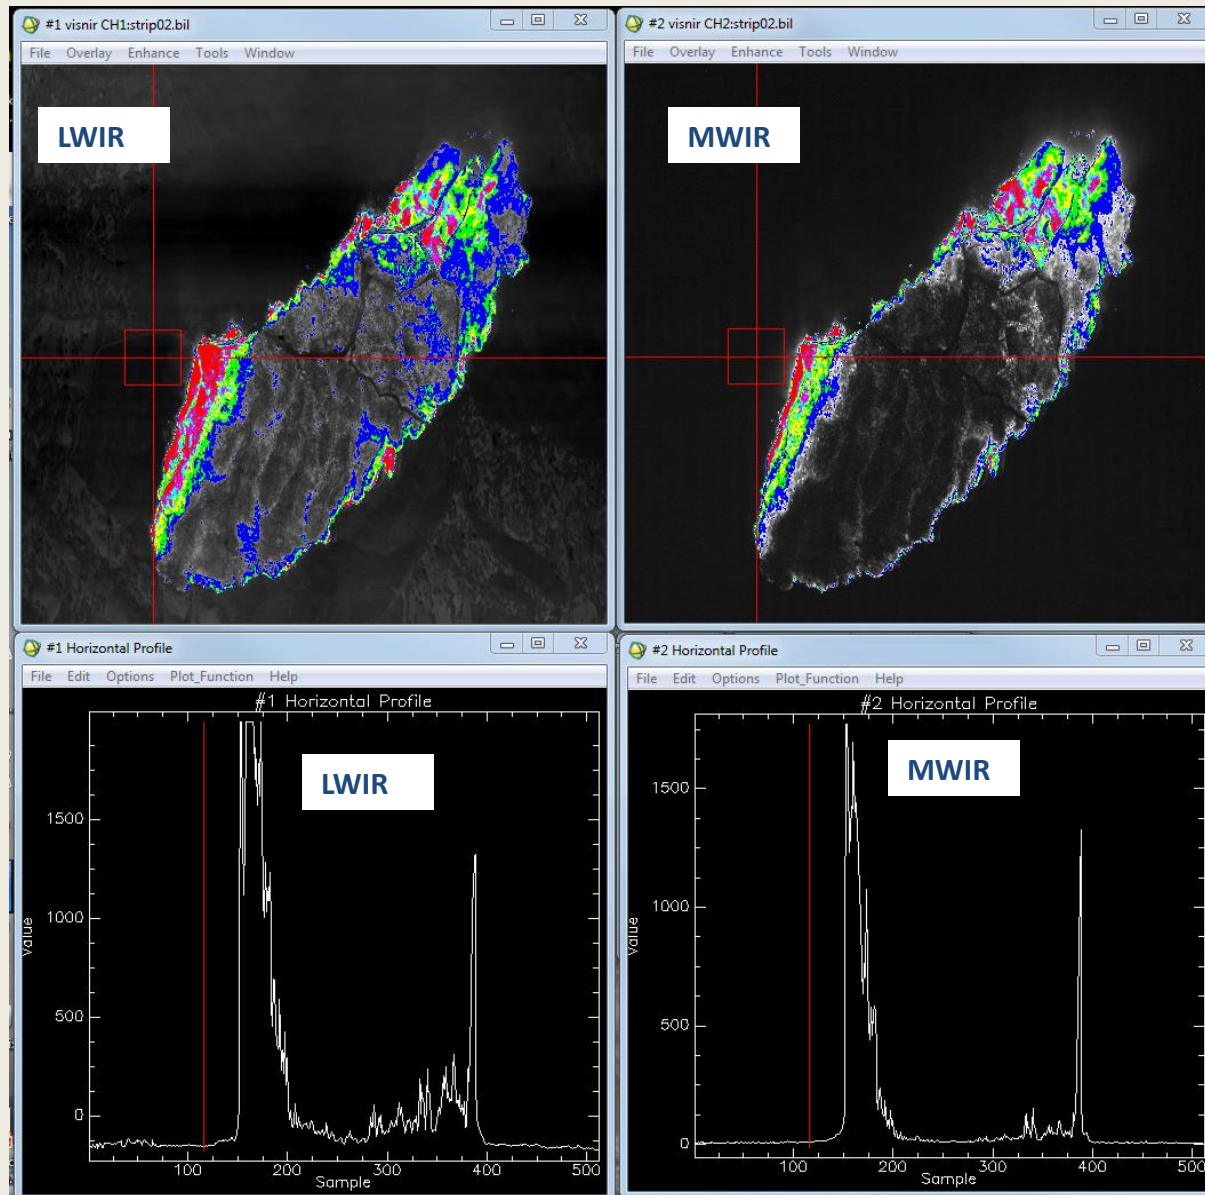 #1 visnir CH1:strip02.bil
File Overlay Enhance Tools Window
LWIR
#2 visnir CH2:strip02.bil
File Overlay Enhance Tools Window
MWIR
#1 Horizontal Profile
File Edit Options Plot_Function Help
#1 Horizontal Profile
LWIR
1500
1000
500
0
Value
100 200 300 400 500
Sample
#2 Horizontal Profile
File Edit Options Plot_Function Help
#2 Horizontal Profile
MWIR
1500
1000
500
0
Value
100 200 300 400 500
Sample